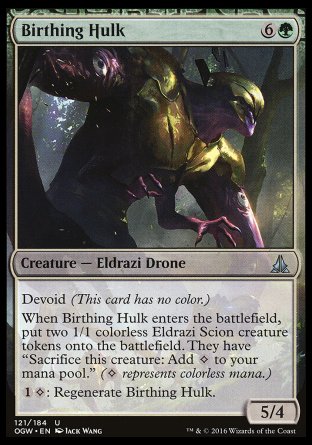 Birthing Hulk 6
Creature — Eldrazi Drone
Devoid (This card has no color.)
When Birthing Hulk enters the battlefield,
put two 1/1 colorless Eldrazi Scion creature
tokens onto the battlefield. They have
“Sacrifice this creature: Add ◇ to your
mana pool.” (◇ represents colorless mana.)
1 ◇: Regenerate Birthing Hulk.
5/4
121/184 U
OGW • EN Jack Wang
™ & © 2016 Wizards of the Coast